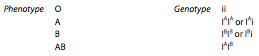 Phenotype O Genotype ii
A IᴬIᴬ or Iᴬi
B IᴮIᴮ or Iᴮi
AB IᴬIᴮ